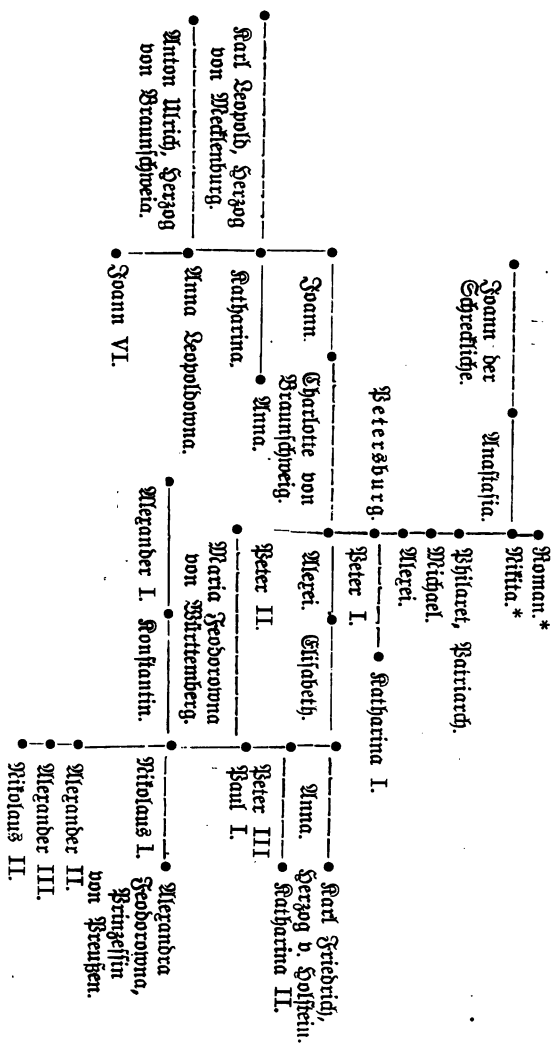 Roman.*
Nikita.*
Joann der
Schreckliche.
Anastasia.
Philaret, Patriarch.
Michael.
Alexei.
Petersburg.
Peter I.
Katharina I.
Joann.
Charlotte von
Braunschweig.
Alexei.
Elisabeth.
Anna.
Karl Friedrich,
Herzog v. Holstein.
Karl Leopold, Herzog
von Mecklenburg.
Katharina.
Anna.
Peter II.
Peter III
Katharina II.
Anton Ulrich, Herzog
von Braunschweig.
Anna Leopoldowna.
Maria Feodorowna
von Württemberg.
Paul I.
Joann VI.
Alexander I.
Konstantin.
Nikolaus I.
Alexandra
Feodorowna,
Prinzessin
von Preußen.
Alexander II.
Alexander III.
Nikolaus II.